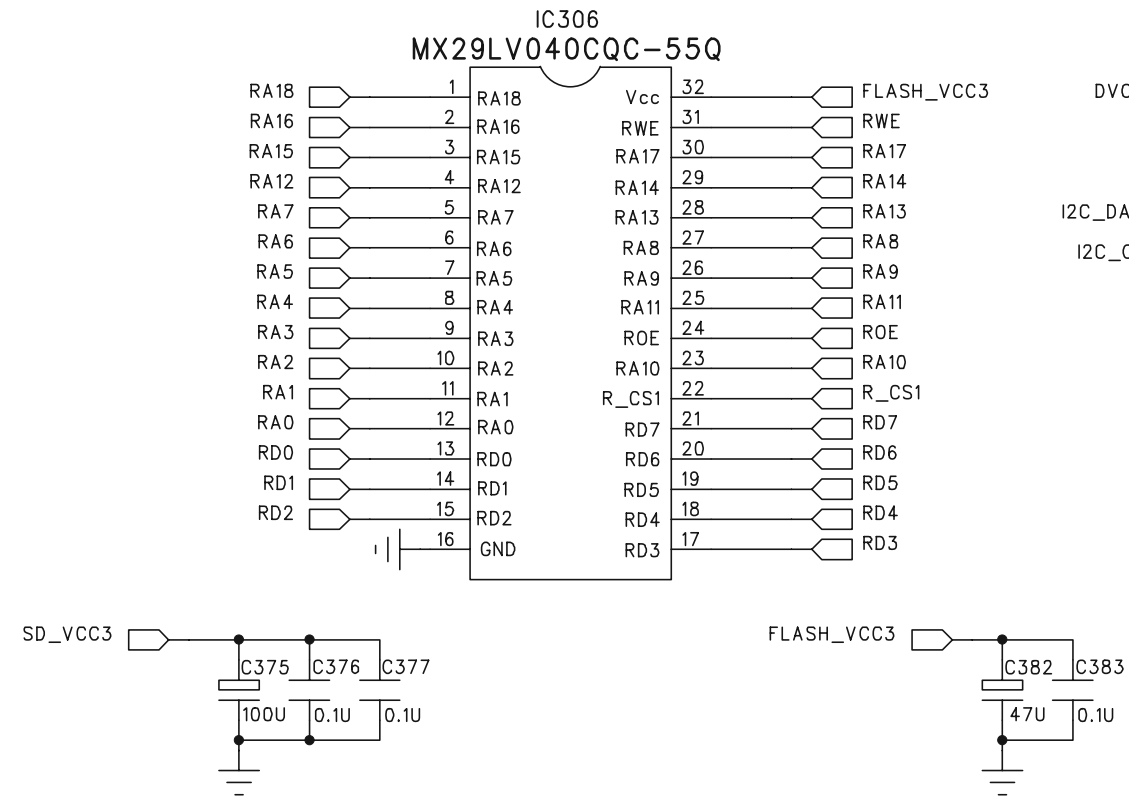 IC306
MX29LV040CQC-55Q
RA18 1 RA18 Vcc 32 FLASH_VCC3 DVC
RA16 2 RA16 RWE 31 RWE
RA15 3 RA15 RA17 30 RA17
RA12 4 RA12 RA14 29 RA14
RA7 5 RA7 RA13 28 RA13 I2C_DA
RA6 6 RA6 RA8 27 RA8 I2C_C
RA5 7 RA5 RA9 26 RA9
RA4 8 RA4 RA11 25 RA11
RA3 9 RA3 ROE 24 ROE
RA2 10 RA2 RA10 23 RA10
RA1 11 RA1 R_CS1 22 R_CS1
RA0 12 RA0 RD7 21 RD7
RD0 13 RD0 RD6 20 RD6
RD1 14 RD1 RD5 19 RD5
RD2 15 RD2 RD4 18 RD4
16 GND RD3 17 RD3
SD_VCC3 FLASH_VCC3
C375 C376 C377 C382 C383
100U 0.1U 0.1U 47U 0.1U